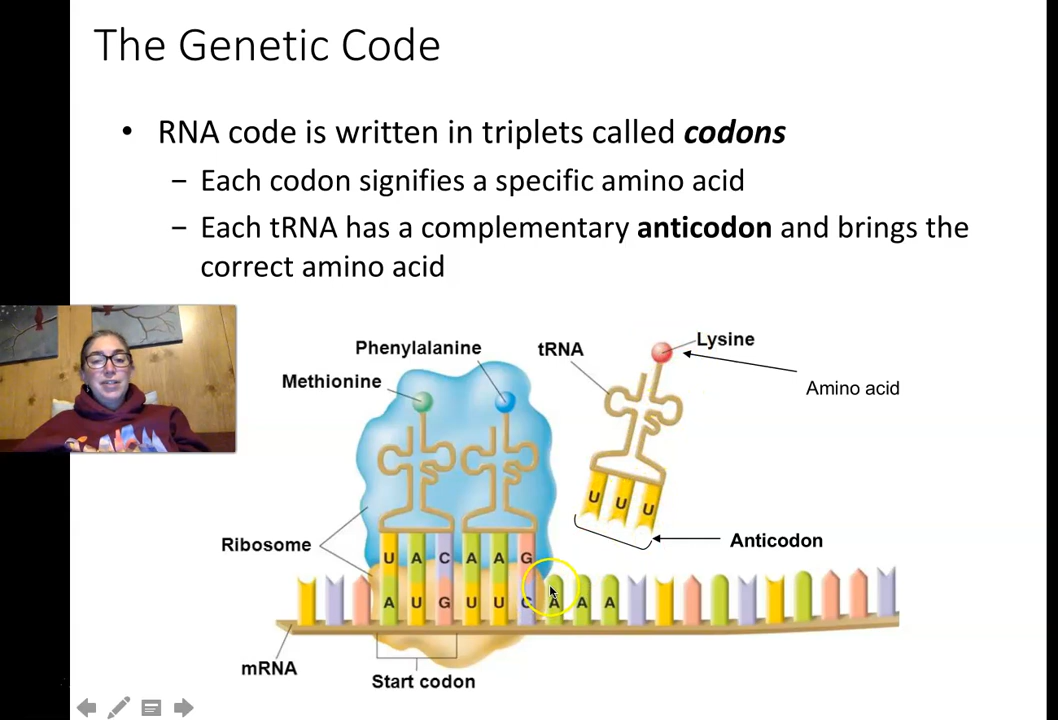 The Genetic Code
• RNA code is written in triplets called codons
– Each codon signifies a specific amino acid
– Each tRNA has a complementary anticodon and brings the
correct amino acid
Phenylalanine
tRNA
Lysine
Methionine
Amino acid
U U U
Ribosome
Anticodon
U A C A A G
A U G U U C A A A
mRNA
Start codon